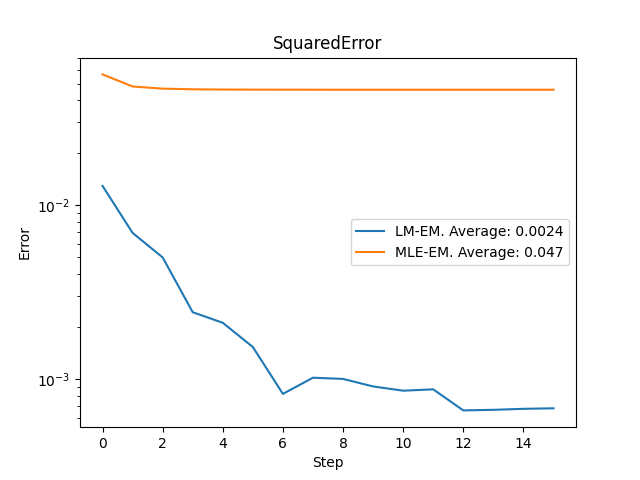 SquaredError
Error
10⁻²
10⁻³
LM-EM. Average: 0.0024
MLE-EM. Average: 0.047
0 2 4 6 8 10 12 14
Step